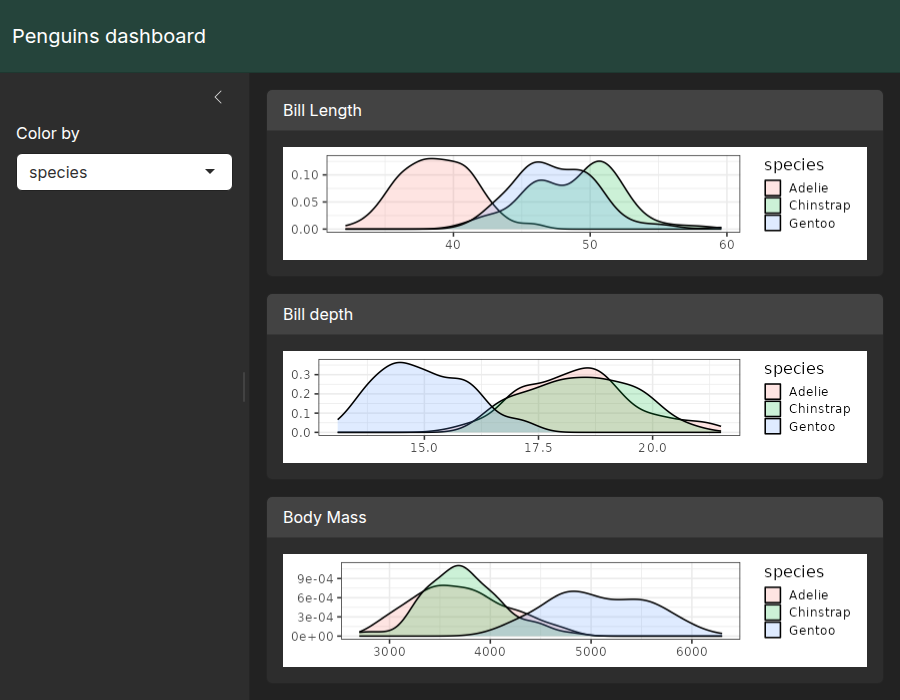 Penguins dashboard
Color by
species
Bill Length
0.10
0.05
0.00
40 50 60
species
Adelie
Chinstrap
Gentoo
Bill depth
0.3
0.2
0.1
0.0
15.0 17.5 20.0
species
Adelie
Chinstrap
Gentoo
Body Mass
9e-04
6e-04
3e-04
0e+00
3000 4000 5000 6000
species
Adelie
Chinstrap
Gentoo